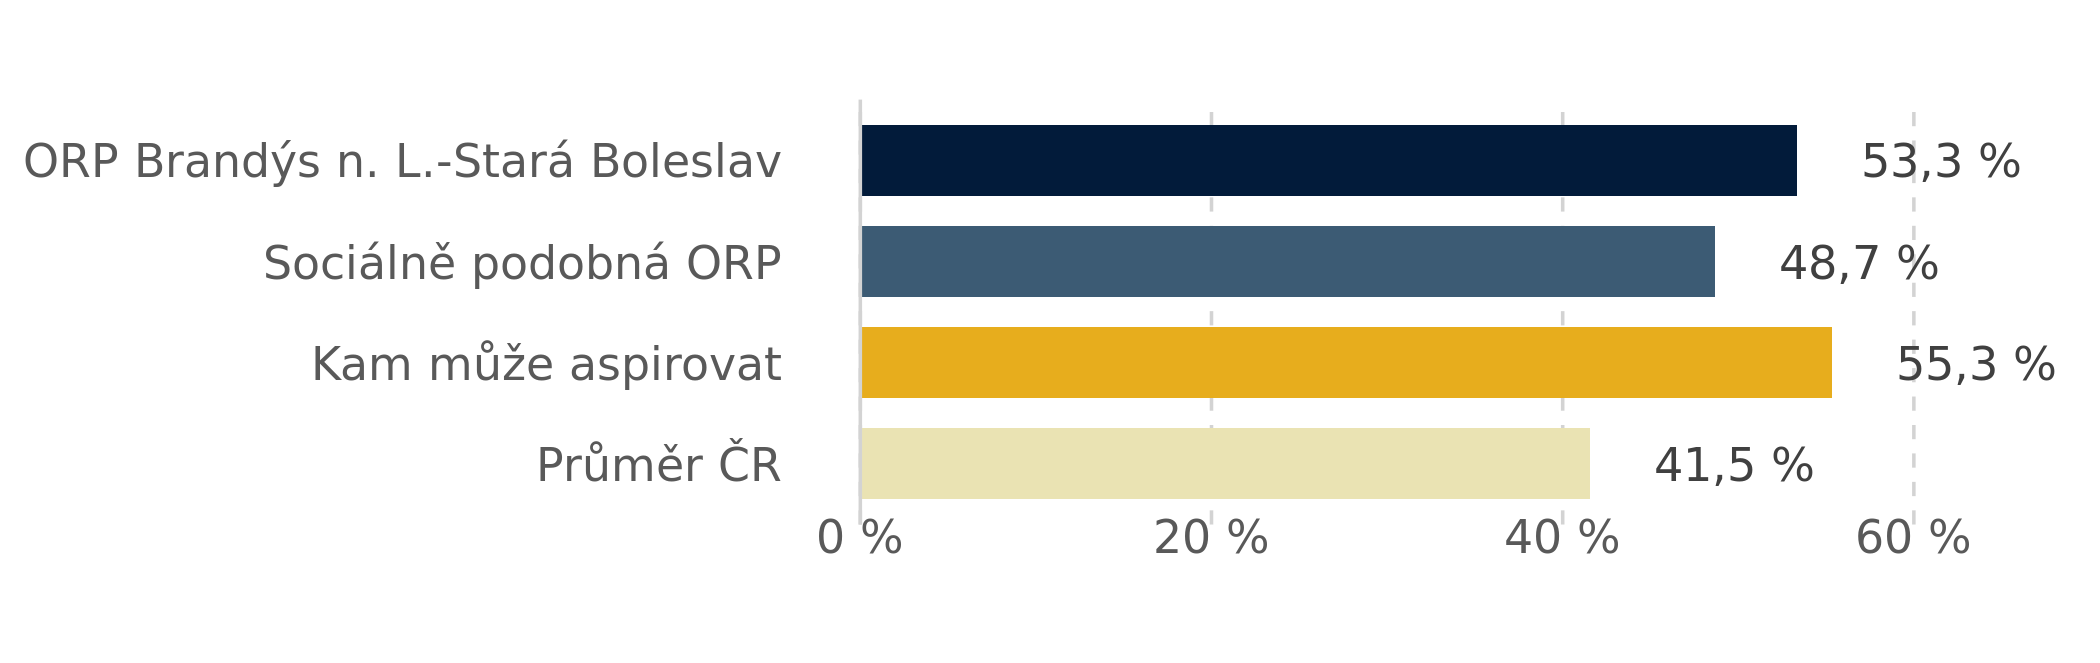 ORP Brandýs n. L.-Stará Boleslav 53,3 %
Sociálně podobná ORP 48,7 %
Kam může aspirovat 55,3 %
Průměr ČR 41,5 %
0 % 20 % 40 % 60 %